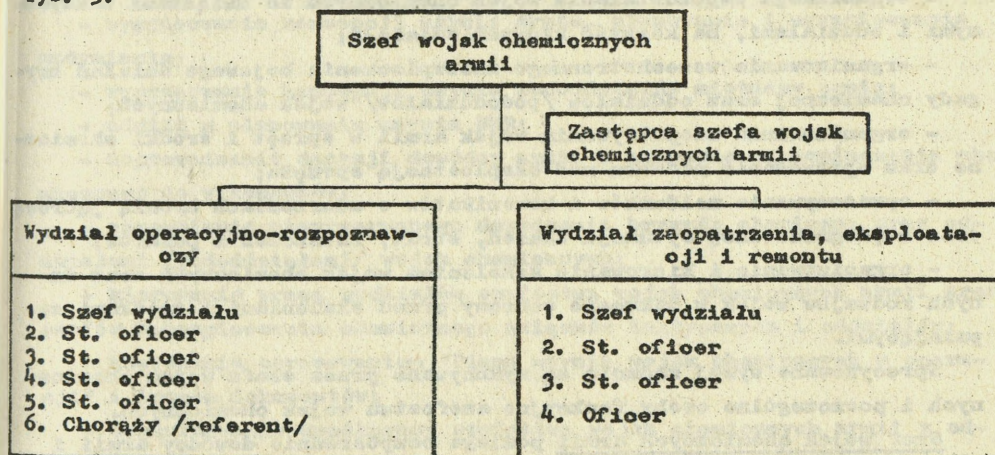 Szef wojsk chemicznych
armii
Zastępca szefa wojsk
chemicznych armii
Wydział operacyjno-rozpoznaw-
czy
1. Szef wydziału
2. St. oficer
3. St. oficer
4. St. oficer
5. St. oficer
6. Chorąży /referent/
Wydział zaopatrzenia, eksploata-
cji i remontu
1. Szef wydziału
2. St. oficer
3. St. oficer
4. Oficer